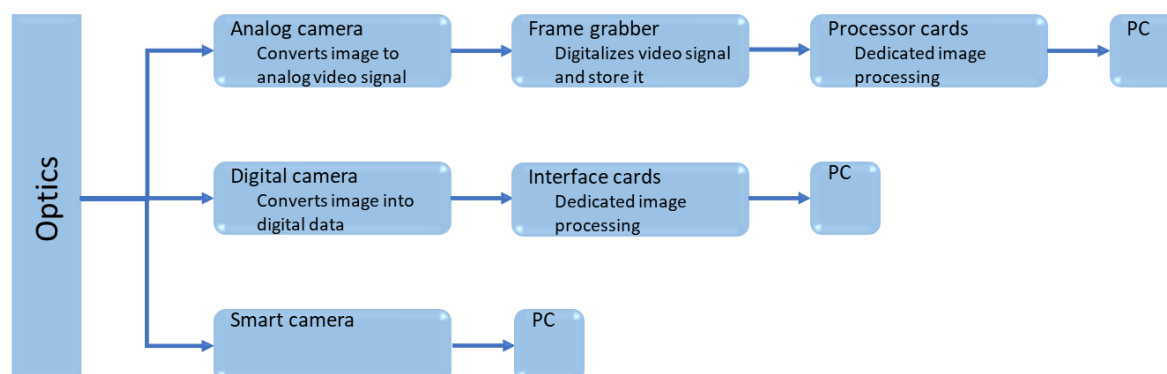 Optics
Analog camera
Converts image to
analog video signal
Frame grabber
Digitalizes video signal
and store it
Processor cards
Dedicated image
processing
PC
Digital camera
Converts image into
digital data
Interface cards
Dedicated image
processing
PC
Smart camera
PC